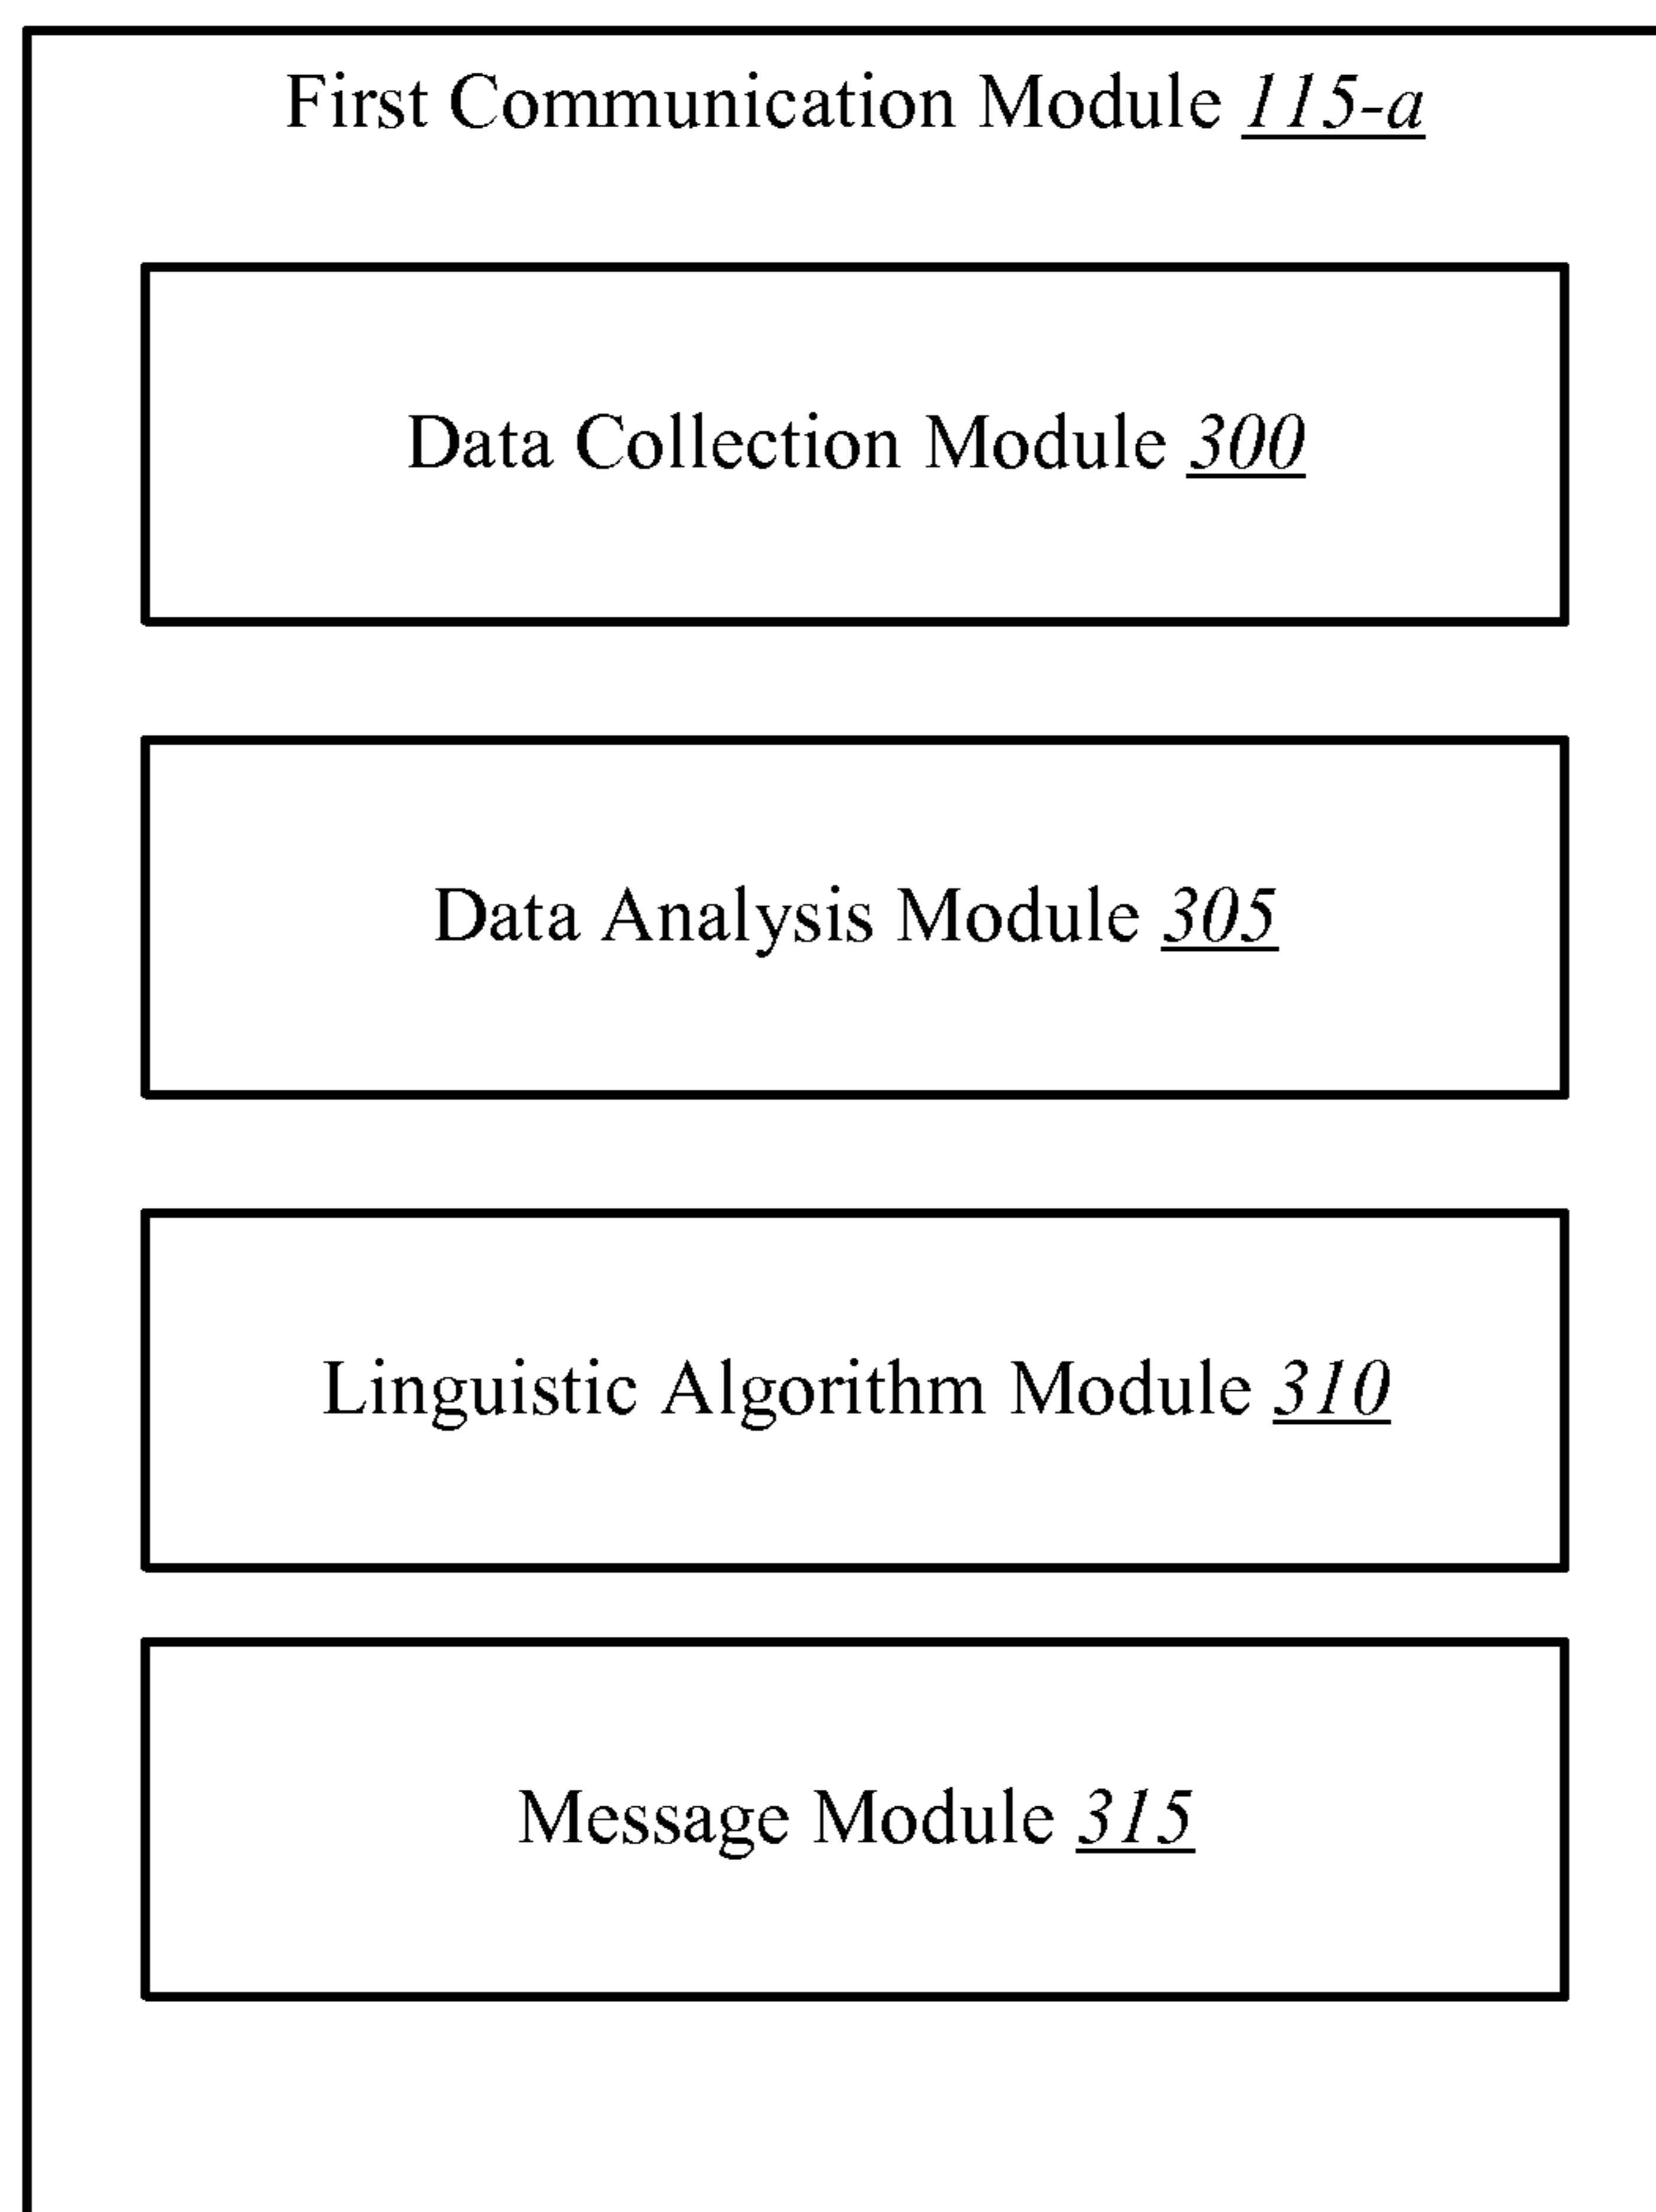 First Communication Module 115-a
Data Collection Module 300
Data Analysis Module 305
Linguistic Algorithm Module 310
Message Module 315